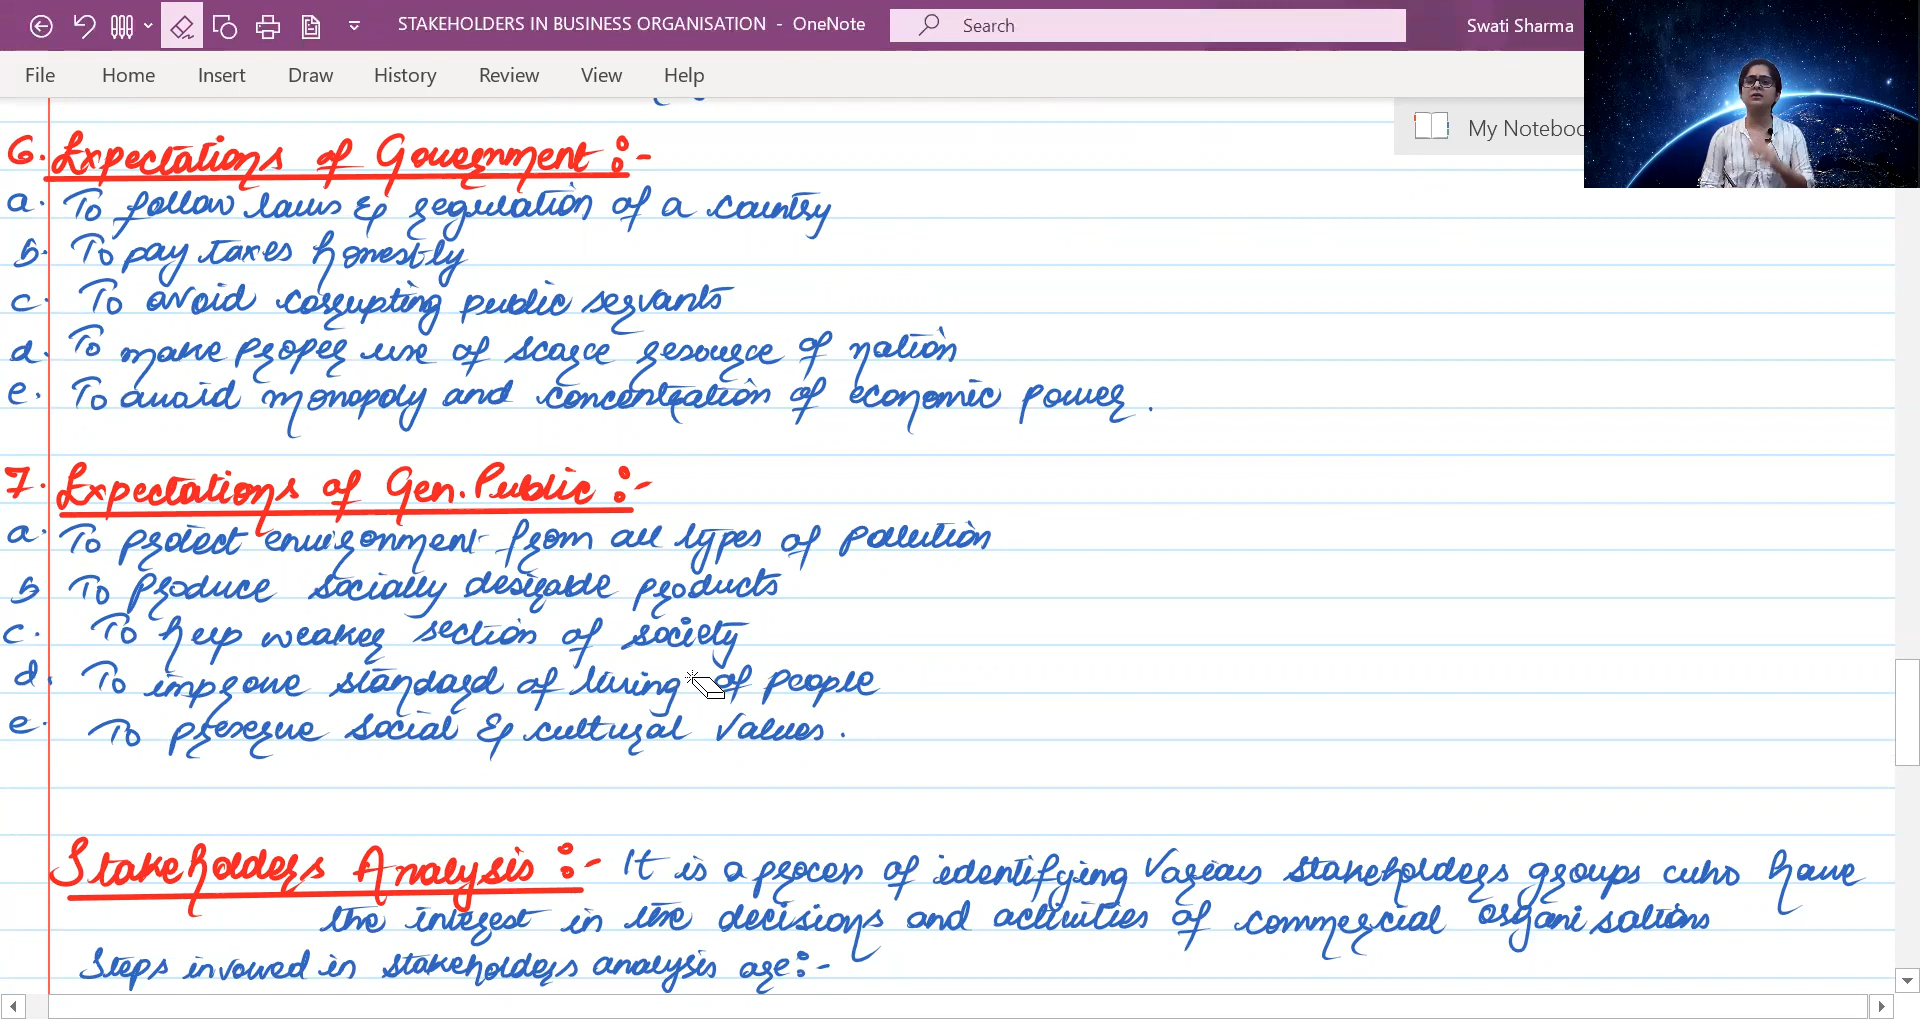 STAKEHOLDERS IN BUSINESS ORGANISATION - OneNote
Search
Swati Sharma
File Home Insert Draw History Review View Help
My Noteboo
6. Expectations of Government :-
a. To follow laws & regulation of a country
b. To pay taxes honestly
c. To avoid corrupting public servants
d. To make proper use of scarce resource of nation
e. To avoid monopoly and concentration of economic power.
7. Expectations of Gen. Public :-
a. To protect environment from all types of pollution
b To produce socially desirable products
c. To help weaker section of society
d. To improve standard of living of people
e. To preserve social & cultural values.
Stakeholders Analysis :- It is a process of identifying various stakeholders groups who have
the interest in the decisions and activities of commercial organisations
Steps invowed in stakeholders analysis are:-